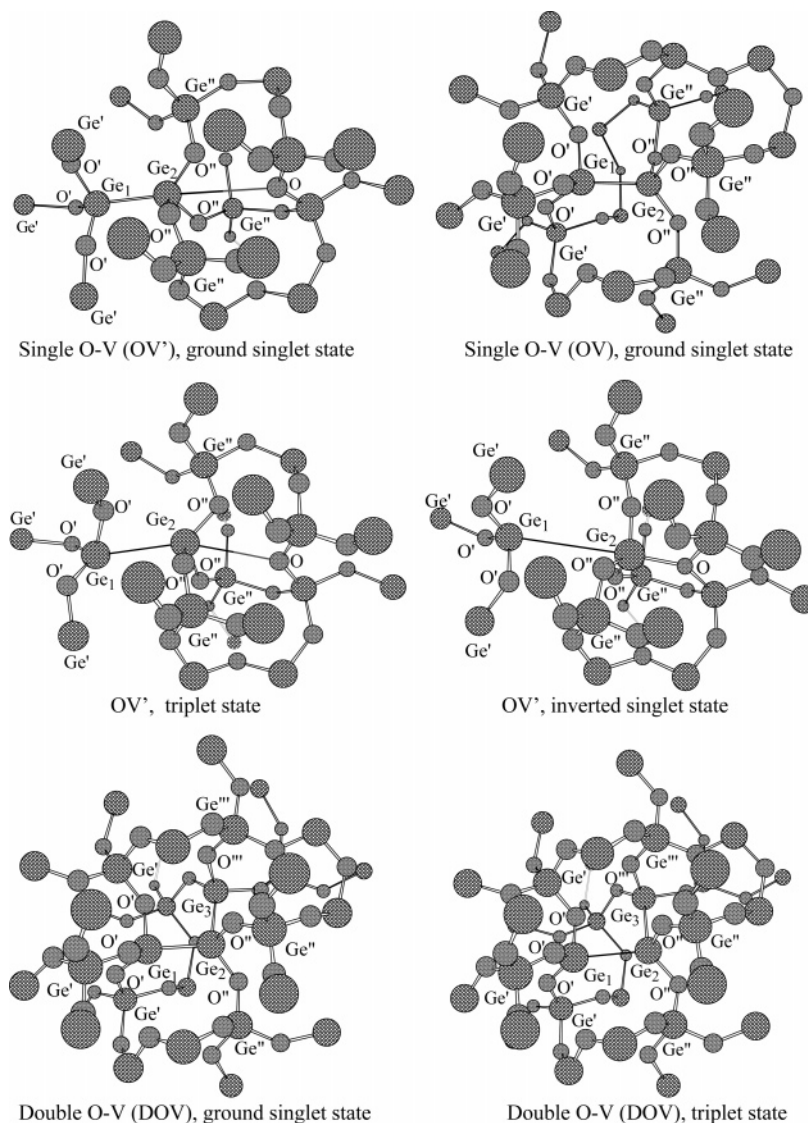 Ge"
Ge'
O'
Ge1
O'
Ge'
O'
Ge'
Ge2
O"
O"
O"
Ge"
Ge"
O
Single O-V (OV'), ground singlet state
Ge'
Ge"
O'
O"
Ge1
O'
O"
Ge"
Ge'
O'
Ge2
O"
Ge'
Ge"
Single O-V (OV), ground singlet state
Ge"
Ge'
O'
O"
Ge'
O'
Ge2
O'
Ge1
O
O"
O"
Ge"
Ge"
Ge'
OV', triplet state
Ge"
Ge'
O"
Ge'
O'
Ge1
O'
Ge2
O'
O"
O
O"
Ge"
Ge"
Ge'
OV', inverted singlet state
Ge'"
O'"
Ge'
O'
Ge3
O'
O"
Ge1
Ge2
Ge"
O'
Ge'
O"
Ge'
Ge"
Double O-V (DOV), ground singlet state
Ge'"
Ge'
O'"
O'
Ge3
O'
O"
Ge"
Ge1
Ge2
Ge'
O'
O"
Ge'
Ge"
Double O-V (DOV), triplet state